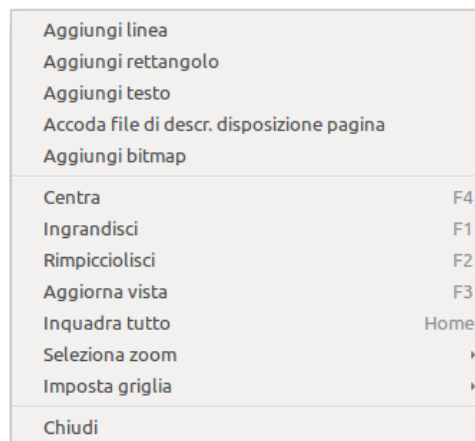 Aggiungi linea
Aggiungi rettangolo
Aggiungi testo
Accoda file di descr. disposizione pagina
Aggiungi bitmap
Centra F4
Ingrandisci F1
Rimpicciolisci F2
Aggiorna vista F3
Inquadra tutto Home
Seleziona zoom
Imposta griglia
Chiudi